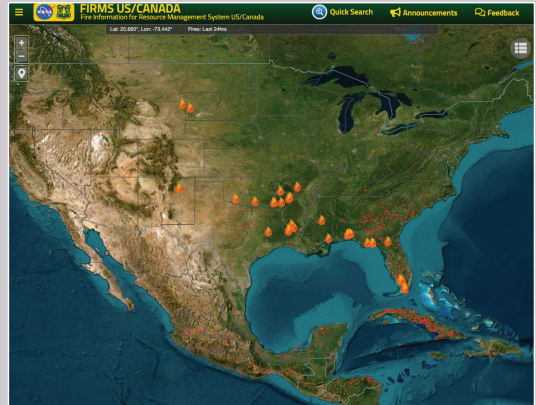 FIRMS US/CANADA
Fire Information for Resource Management System US/Canada
Quick Search
Announcements
Feedback
Lat: 20.680°, Lon: -73.442° Fires: Last 24hrs
+
−
NASA